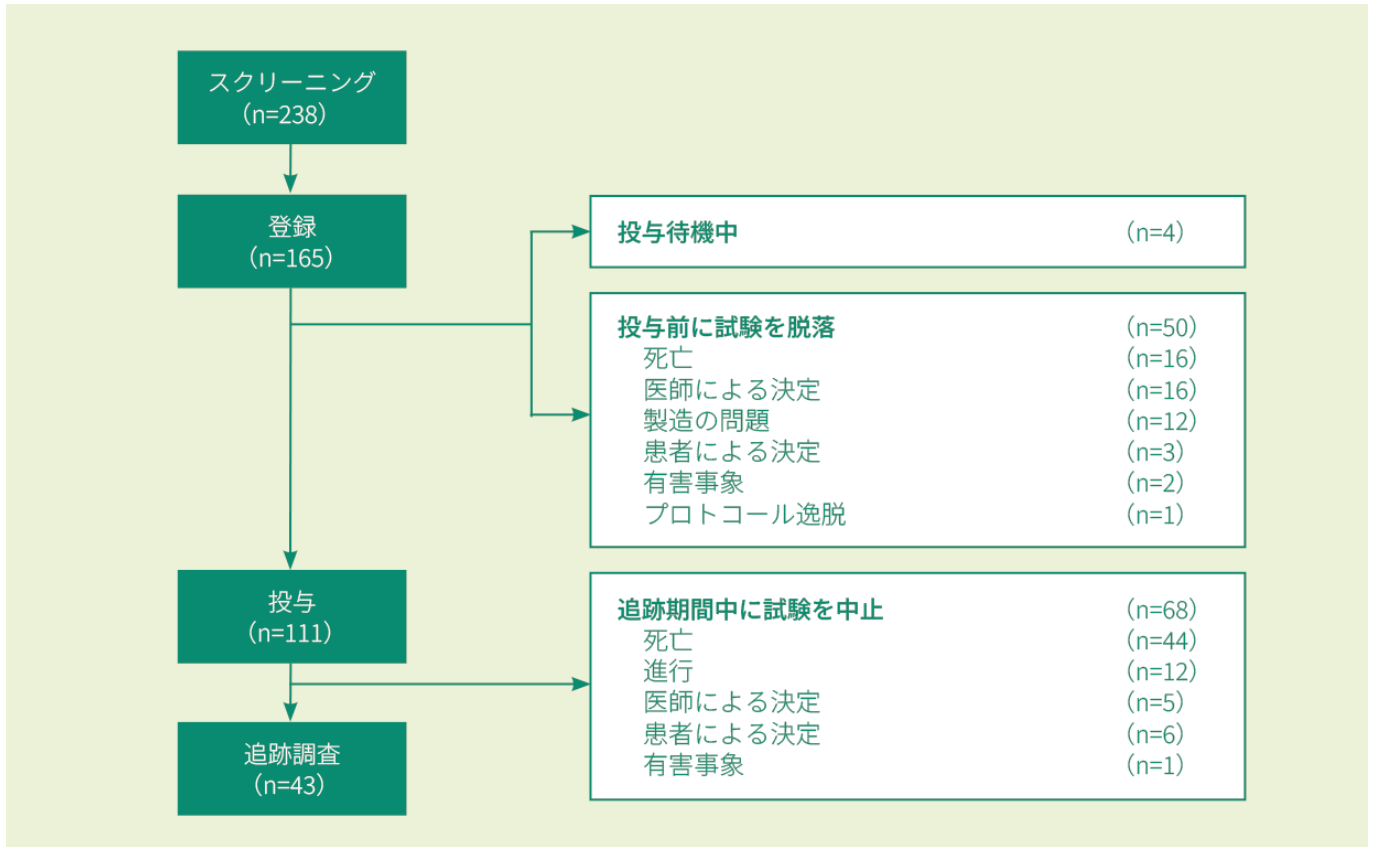 スクリーニング
（n=238）
登録
（n=165）
投与待機中 （n=4）
投与前に試験を脱落 （n=50）
死亡 （n=16）
医師による決定 （n=16）
製造の問題 （n=12）
患者による決定 （n=3）
有害事象 （n=2）
プロトコール逸脱 （n=1）
投与
（n=111）
追跡期間中に試験を中止 （n=68）
死亡 （n=44）
進行 （n=12）
医師による決定 （n=5）
患者による決定 （n=6）
有害事象 （n=1）
追跡調査
（n=43）